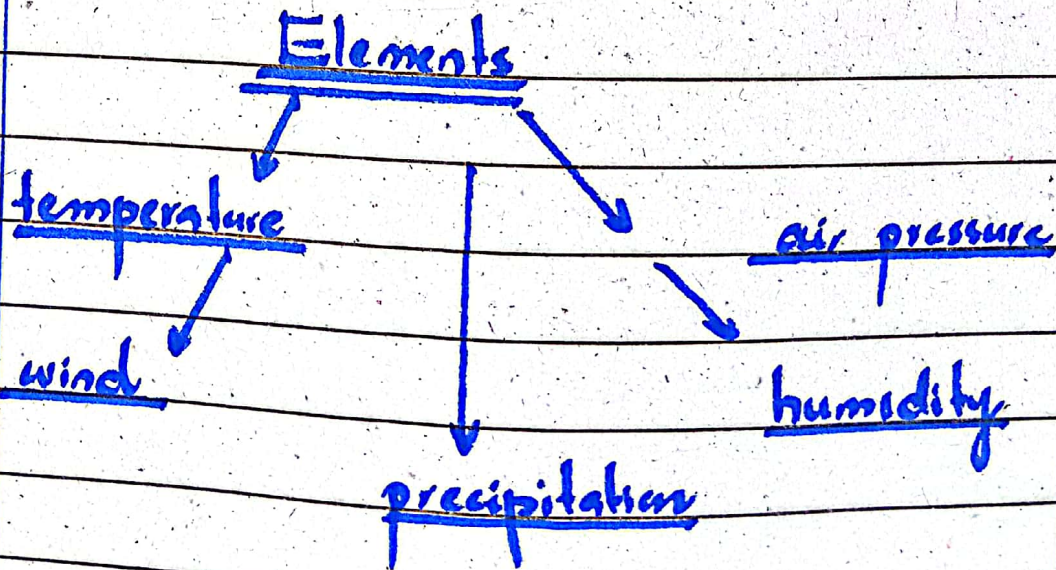 Elements
temperature
air pressure
wind
humidity
precipitation